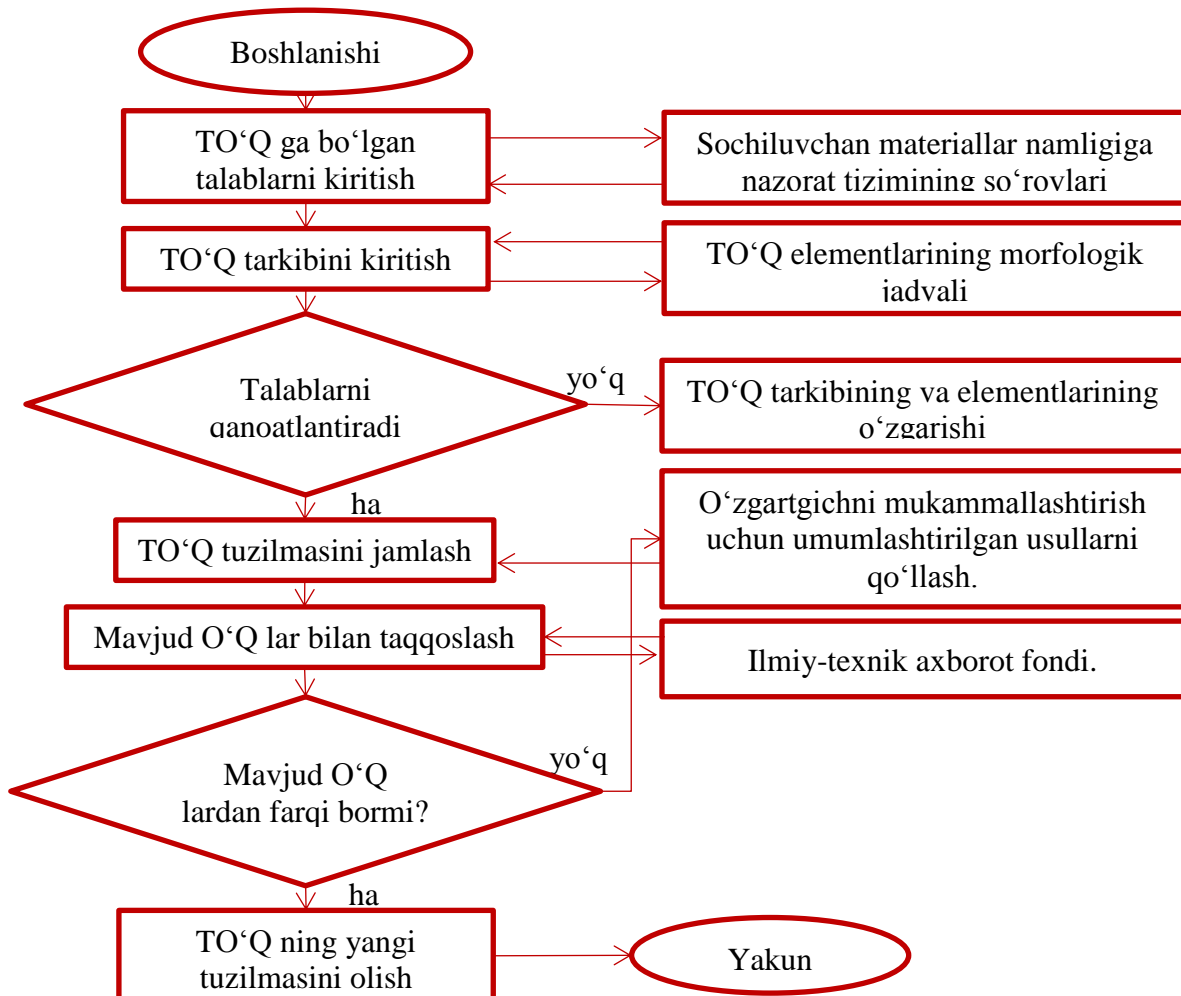 Boshlanishi
TO‘Q ga bo‘lgan
talablarni kiritish
Sochiluvchan materiallar namligiga
nazorat tizimining so‘rovlari
TO‘Q tarkibini kiritish
TO‘Q elementlarining morfologik
jadvali
Talablarni
qanoatlantiradi
yo‘q
TO‘Q tarkibining va elementlarining
o‘zgarishi
ha
TO‘Q tuzilmasini jamlash
O‘zgartgichni mukammallashtirish
uchun umumlashtirilgan usullarni
qo‘llash.
Mavjud O‘Q lar bilan taqqoslash
Ilmiy-texnik axborot fondi.
Mavjud O‘Q
lardan farqi bormi?
yo‘q
ha
TO‘Q ning yangi
tuzilmasini olish
Yakun